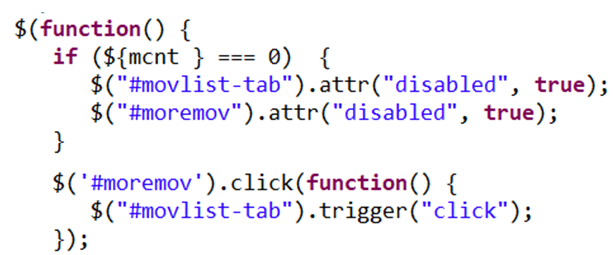 $(function() {
if (${mcnt } === 0)  {
$("#movlist-tab").attr("disabled", true);
$("#moremov").attr("disabled", true);
}
$('#moremov').click(function() {
$("#movlist-tab").trigger("click");
});